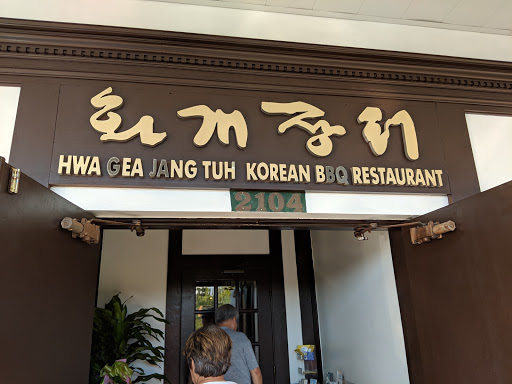 화개장터
HWA GEA JANG TUH KOREAN BBQ RESTAURANT
2104